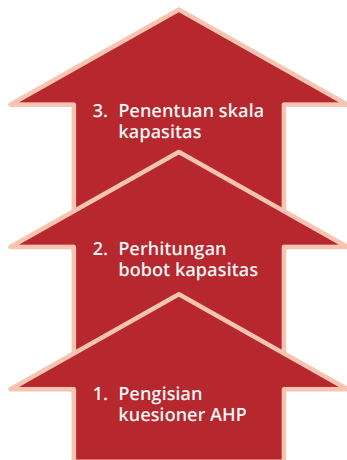 3. Penentuan skala
kapasitas
2. Perhitungan
bobot kapasitas
1. Pengisian
kuesioner AHP